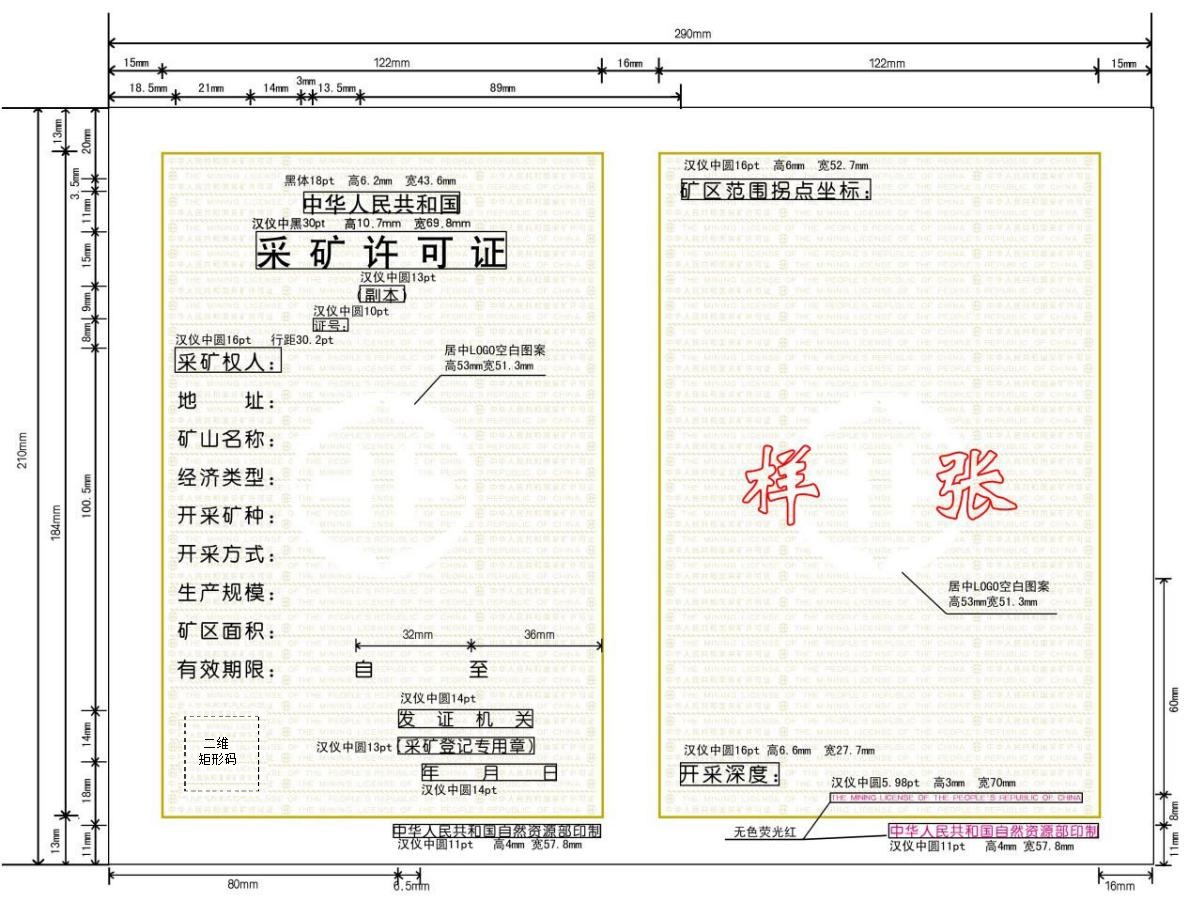 290mm
15mm 122mm 16mm 122mm 15mm
18.5mm 21mm 14mm 3mm 13.5mm 89mm
13mm
20mm
3.5mm
11mm
15mm
9mm
8mm
210mm
184mm
100.5mm
14mm
18mm
13mm
11mm
黑体18pt 高6.2mm 宽43.6mm
中华人民共和国
汉仪中黑30pt 高10.7mm 宽69.8mm
采矿许可证
汉仪中圆13pt
(副本)
汉仪中圆10pt
证号:
汉仪中圆16pt 行距30.2pt
采矿权人:
居中LOGO空白图案
高53mm宽51.3mm
地 址:
矿山名称:
经济类型:
开采矿种:
开采方式:
生产规模:
矿区面积:
32mm 36mm
有效期限: 自 至
汉仪中圆14pt
发 证 机 关
二维
矩形码
汉仪中圆13pt (采矿登记专用章)
年 月 日
汉仪中圆14pt
中华人民共和国自然资源部印制
汉仪中圆11pt 高4mm 宽57.8mm
80mm 6.5mm
汉仪中圆16pt 高6mm 宽52.7mm
矿区范围拐点坐标:
样 张
居中LOGO空白图案
高53mm宽51.3mm
汉仪中圆16pt 高6.6mm 宽27.7mm
开采深度:
汉仪中圆5.98pt 高3mm 宽70mm
THE MINING LICENSE OF THE PEOPLE'S REPUBLIC OF CHINA
无色荧光红
中华人民共和国自然资源部印制
汉仪中圆11pt 高4mm 宽57.8mm
60mm
8mm
11mm
16mm